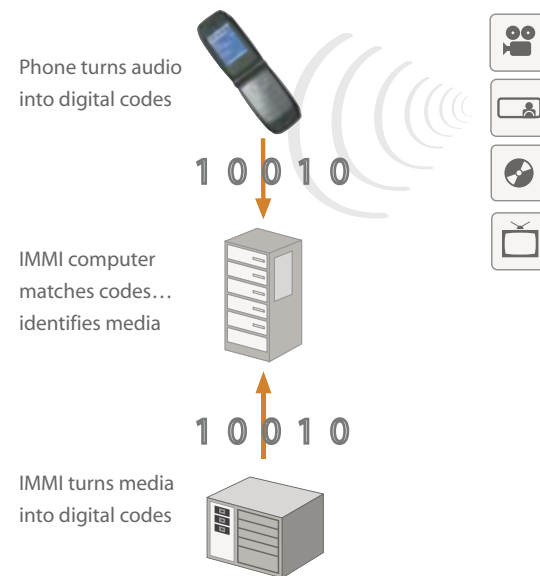 Phone turns audio
into digital codes
1 0 0 1 0
IMMI computer
matches codes…
identifies media
1 0 0 1 0
IMMI turns media
into digital codes